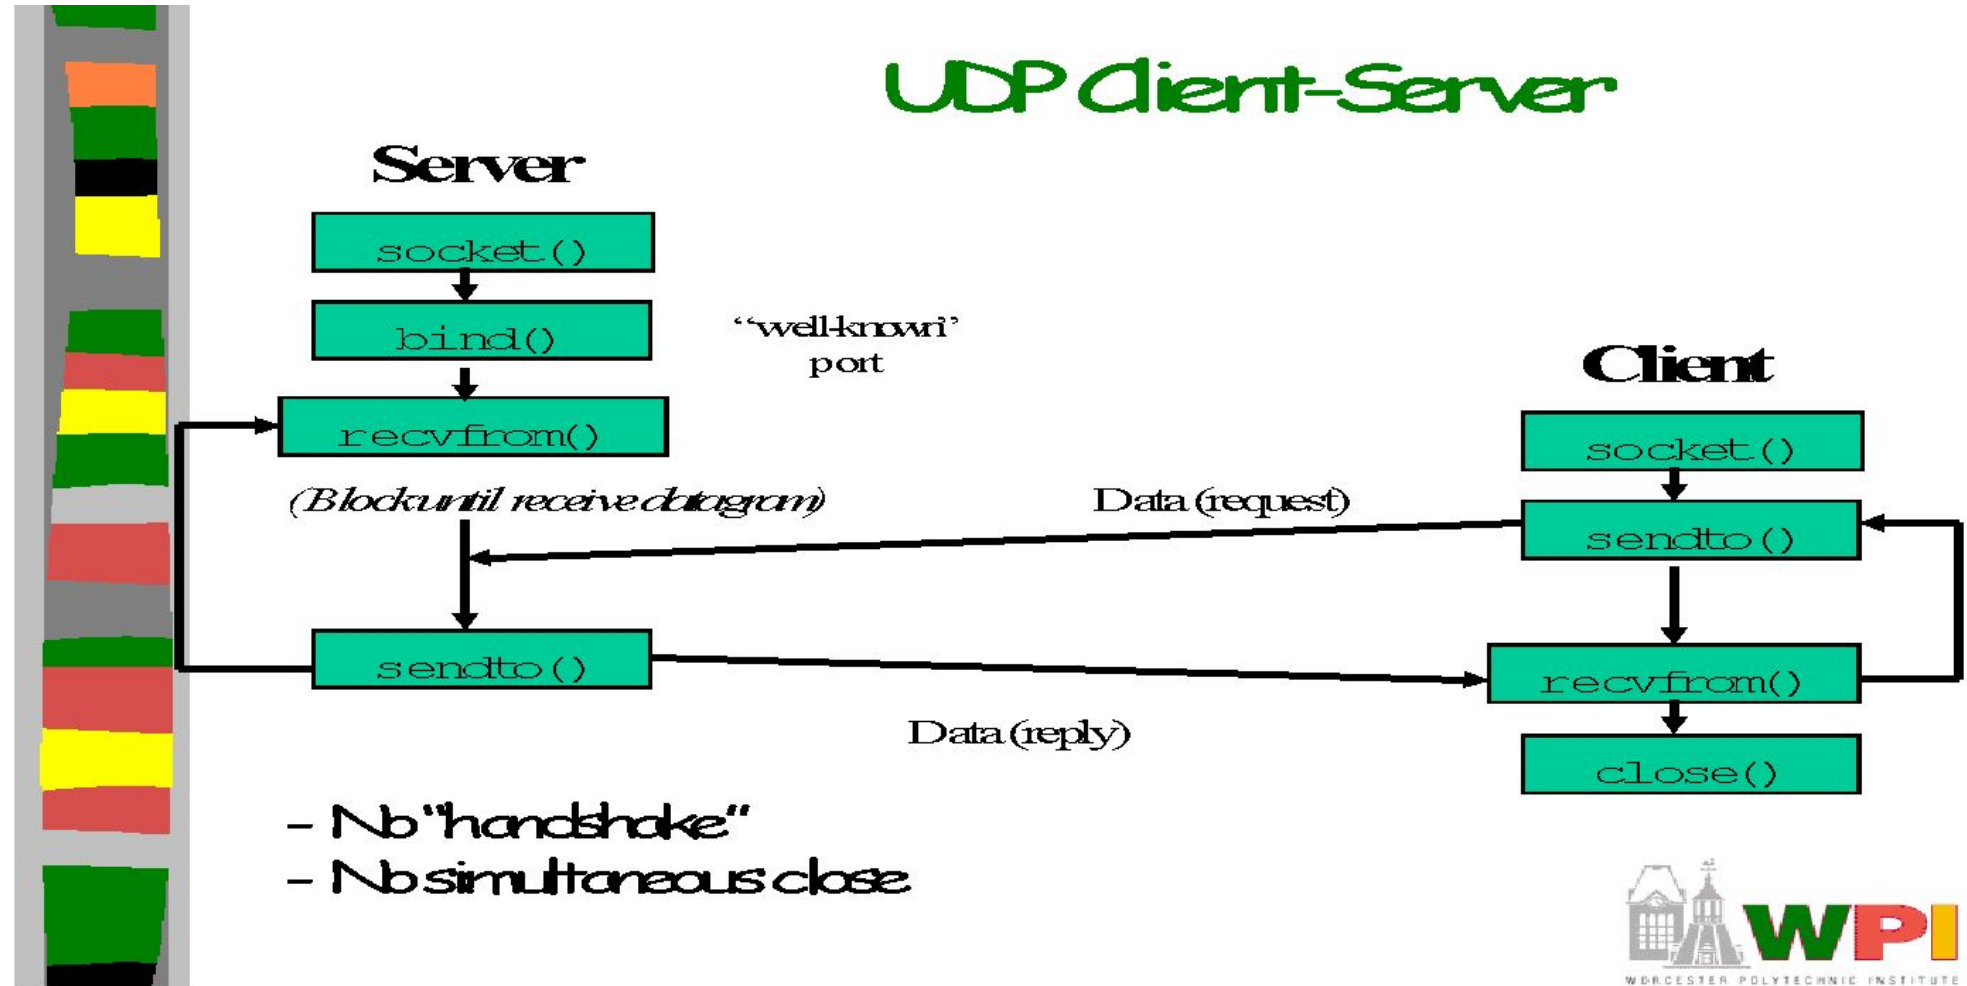 UDP Client-Server
Server
socket()
bind()
"well-known"
port
recvfrom()
(Block until receive datagram)
sendto()
Client
socket()
Data (request)
sendto()
recvfrom()
Data (reply)
close()
- No "handshake"
- No simultaneous close
WPI
WORCESTER POLYTECHNIC INSTITUTE